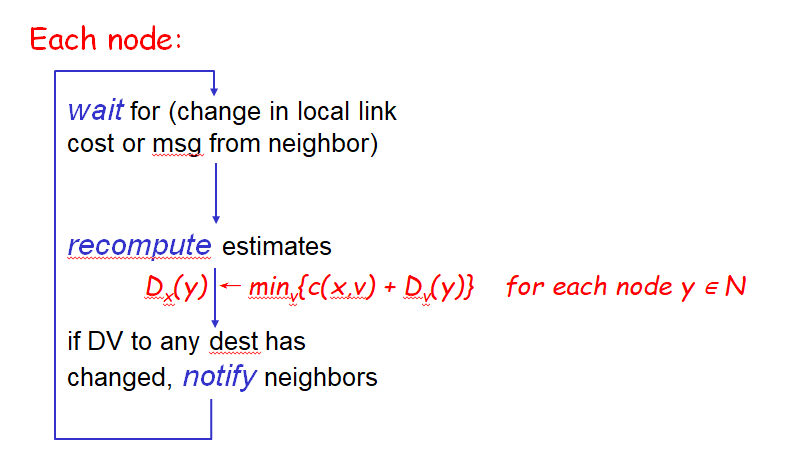 Each node:
wait for (change in local link
cost or msg from neighbor)
recompute estimates
Dₓ(y) ← minᵥ{c(x,v) + Dᵥ(y)} for each node y ∈ N
if DV to any dest has
changed, notify neighbors